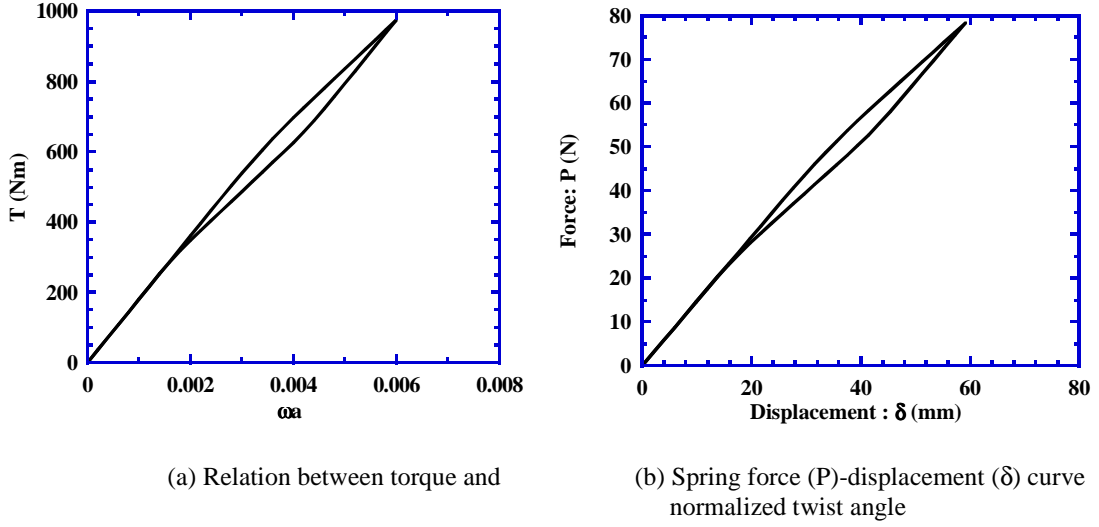 1000
800
600
400
200
0
T (Nm)
0 0.002 0.004 0.006 0.008
ωa
(a) Relation between torque and
80
70
60
50
40
30
20
10
0
Force: P (N)
0 20 40 60 80
Displacement : δ (mm)
(b) Spring force (P)-displacement (δ) curve
normalized twist angle